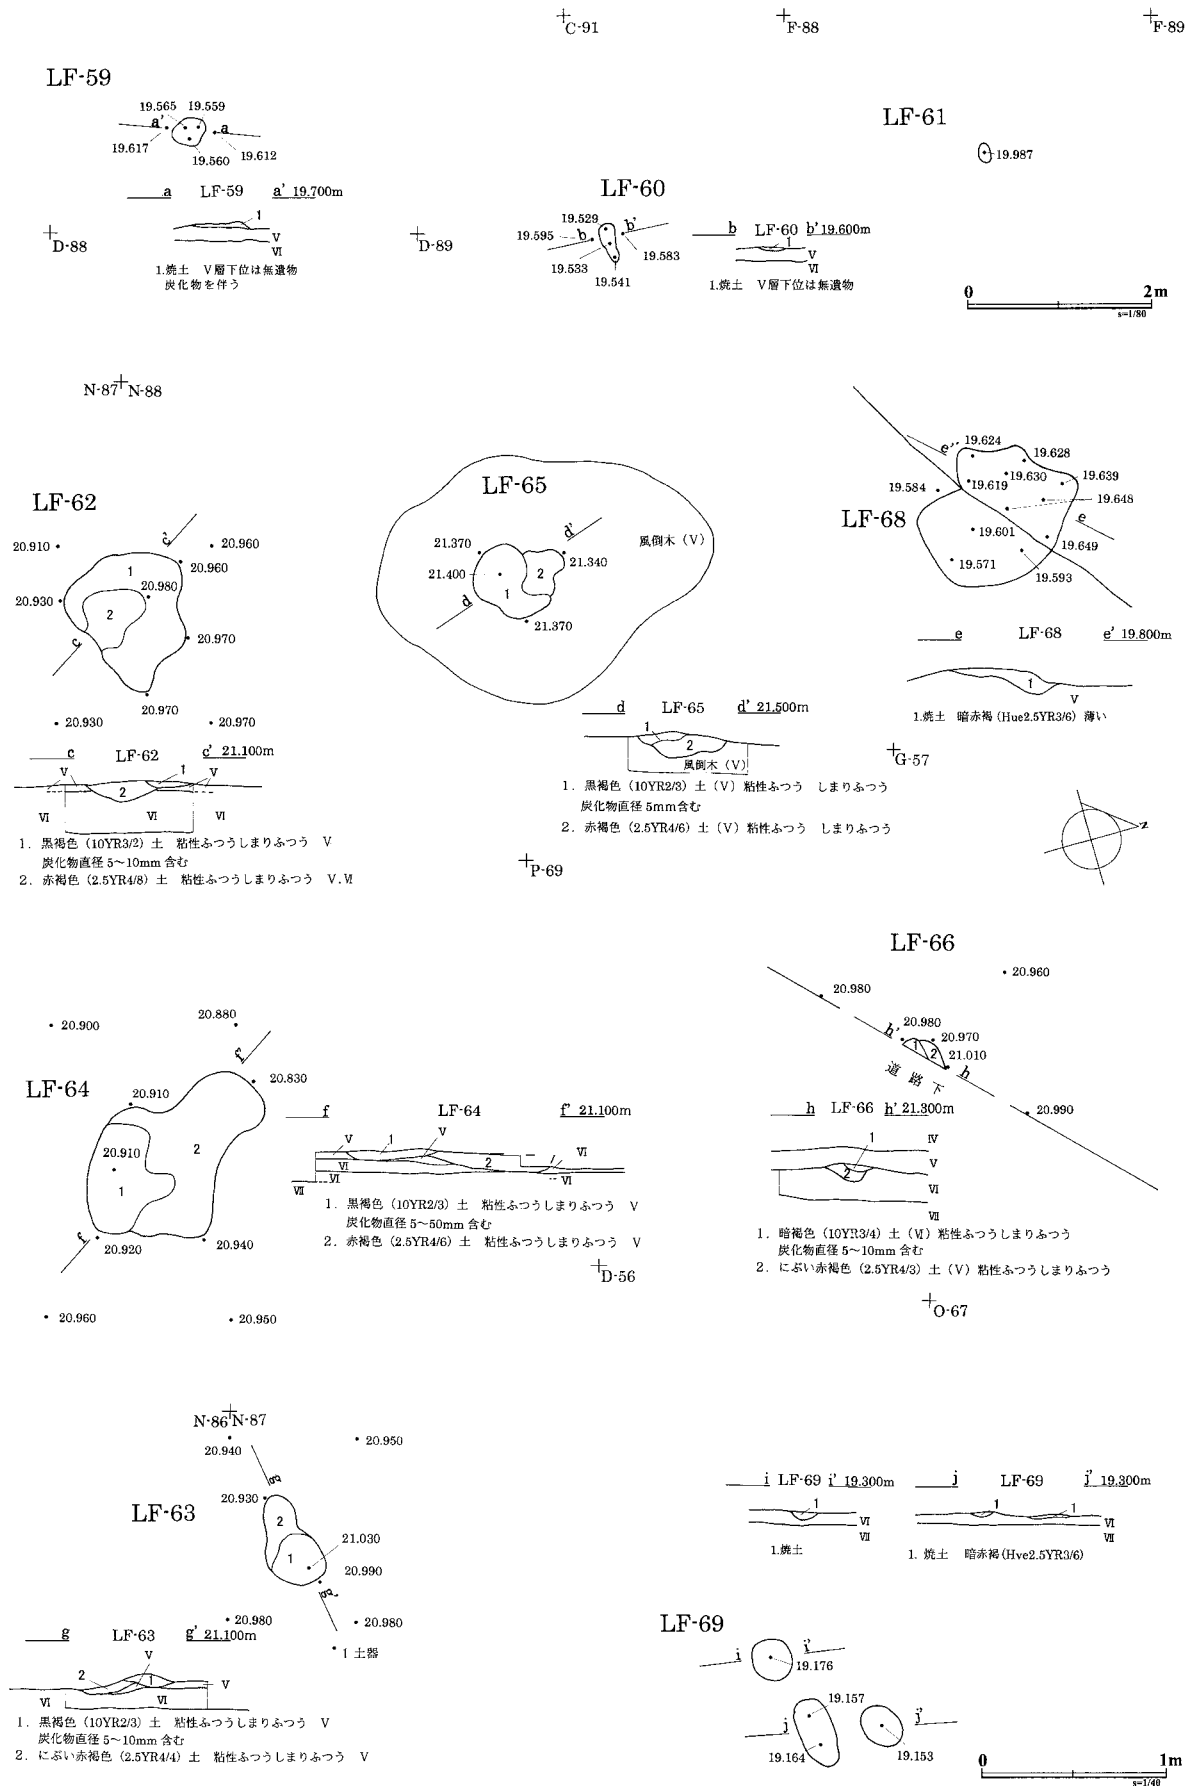 C-91
F-88
F-89
LF-59
19.565 19.559
a' a
19.617
19.612
19.560
a LF-59 a' 19.700m
1
V
VI
1.焼土 V層下位は無遺物
炭化物を伴う
D-88
D-89
LF-60
19.529
b'
19.595 b
19.583
19.533
19.541
b LF-60 b' 19.600m
1
V
VI
1.焼土 V層下位は無遺物
LF-61
19.987
0 2m
s=1/80
N-87 N-88
LF-62
c'
20.910
20.960
20.960
1
20.980
20.930
2
c
20.970
20.970
20.930
20.970
c LF-62 c' 21.100m
V 1 V
2
VI VI VI
1. 黒褐色(10YR3/2)土 粘性ふつうしまりふつう V
炭化物直径5~10mm含む
2. 赤褐色(2.5YR4/8)土 粘性ふつうしまりふつう V.VI
LF-65
d'
風倒木(V)
21.370
21.340
21.400
2
1
d
21.370
d LF-65 d' 21.500m
1
2
風倒木(V)
1. 黒褐色(10YR2/3)土(V)粘性ふつう しまりふつう
炭化物直径5mm含む
2. 赤褐色(2.5YR4/6)土(V)粘性ふつう しまりふつう
P-69
LF-68
e'
19.624
19.628
19.630
19.639
19.619
19.584
19.648
e
19.601
19.649
19.571
19.593
e LF-68 e' 19.800m
1
V
1.焼土 暗赤褐(Hue2.5YR3/6)薄い
G-57
N
LF-64
20.900
20.880
f'
20.830
20.910
20.910
2
1
f
20.920
20.940
20.960
20.950
f LF-64 f' 21.100m
V 1 V VI
VI 2
VII VI VI
1. 黒褐色(10YR2/3)土 粘性ふつうしまりふつう V
炭化物直径5~50mm含む
2. 赤褐色(2.5YR4/6)土 粘性ふつうしまりふつう V
D-56
LF-66
20.960
20.980
20.980
h'
20.970
1 2
21.010
h
道路下
20.990
h LF-66 h' 21.300m
1 IV
V
2
VI
VII
1. 暗褐色(10YR3/4)土(VI)粘性ふつうしまりふつう
炭化物直径5~10mm含む
2. にぶい赤褐色(2.5YR4/3)土(V)粘性ふつうしまりふつう
O-67
N-86 N-87
20.940
20.950
g
LF-63
20.930
2
21.030
1
20.990
g'
20.980
20.980
1 土器
g LF-63 g' 21.100m
V
2 1 V
VI VI
1. 黒褐色(10YR2/3)土 粘性ふつうしまりふつう V
炭化物直径5~10mm含む
2. にぶい赤褐色(2.5YR4/4)土 粘性ふつうしまりふつう V
i LF-69 i' 19.300m
1
VI
VII
1.焼土
j LF-69 j' 19.300m
1 1
VI
VII
1. 焼土 暗赤褐(Hve2.5YR3/6)
LF-69
i i'
19.176
19.157
j j'
19.164
19.153
0 1m
s=1/40